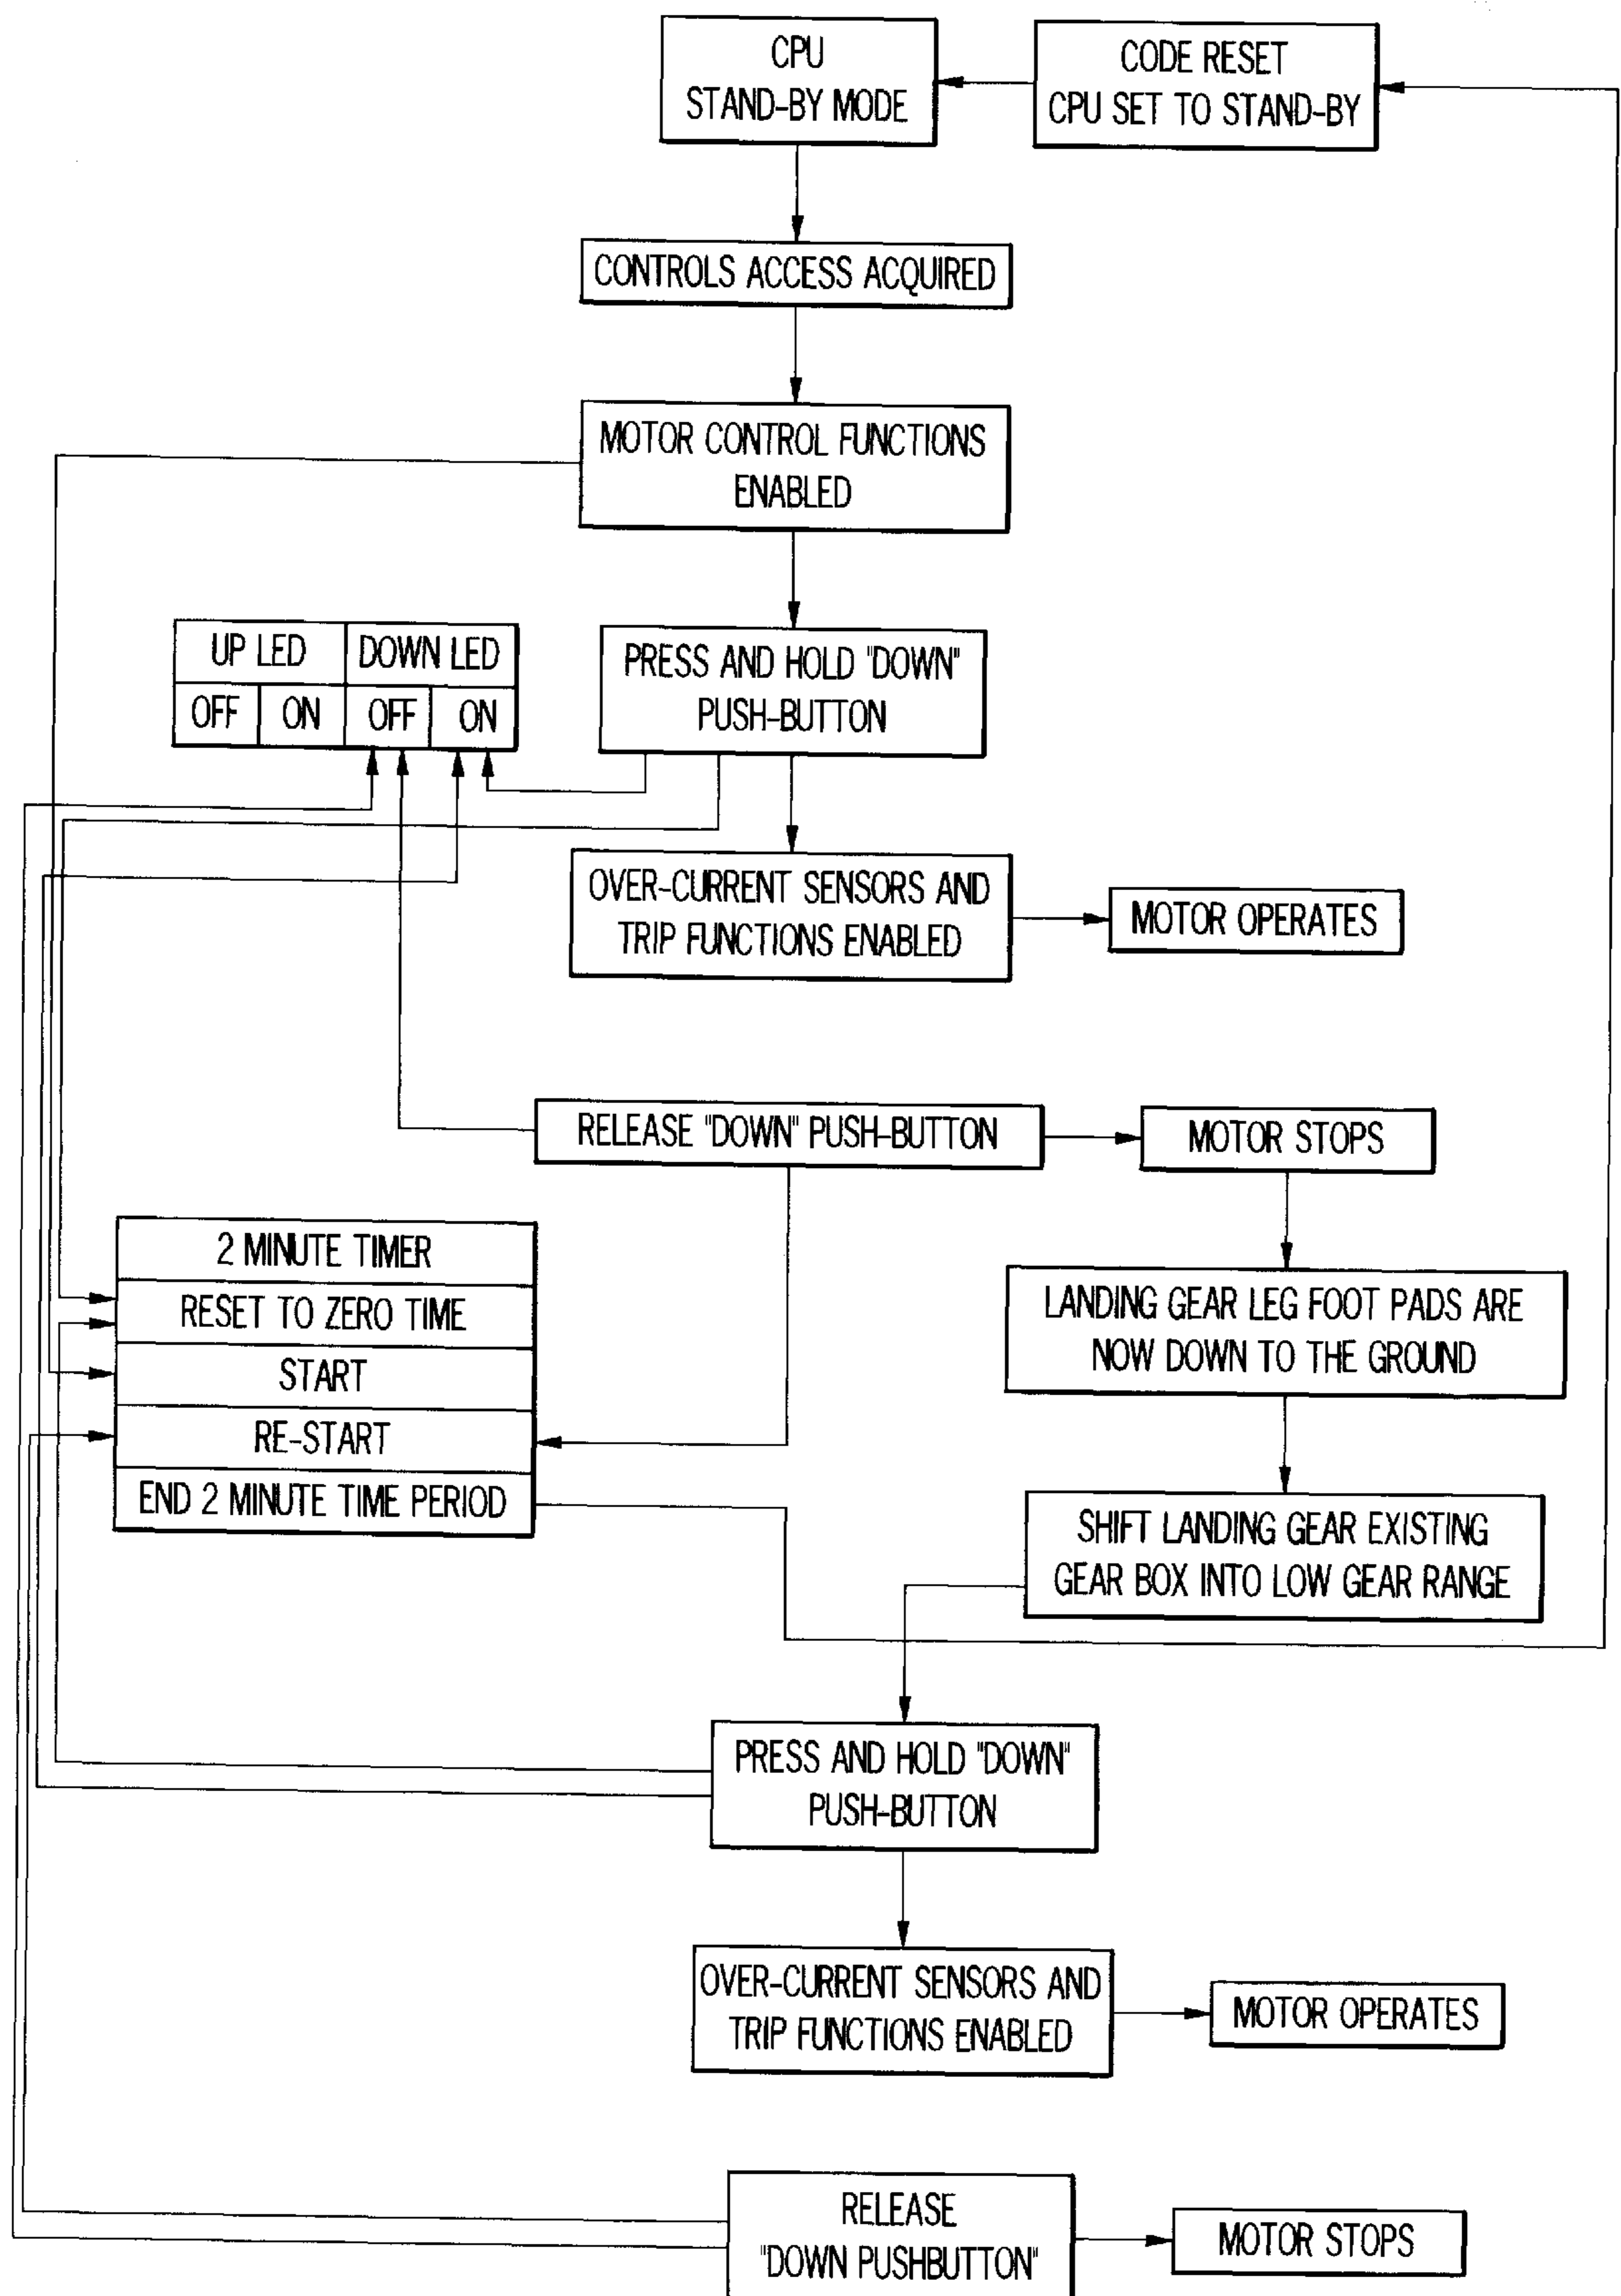 CPU
STAND-BY MODE
CODE RESET
CPU SET TO STAND-BY
CONTROLS ACCESS ACQUIRED
MOTOR CONTROL FUNCTIONS
ENABLED
UP LED
DOWN LED
OFF
ON
OFF
ON
PRESS AND HOLD "DOWN"
PUSH-BUTTON
OVER-CURRENT SENSORS AND
TRIP FUNCTIONS ENABLED
MOTOR OPERATES
RELEASE "DOWN" PUSH-BUTTON
MOTOR STOPS
2 MINUTE TIMER
RESET TO ZERO TIME
START
RE-START
END 2 MINUTE TIME PERIOD
LANDING GEAR LEG FOOT PADS ARE
NOW DOWN TO THE GROUND
SHIFT LANDING GEAR EXISTING
GEAR BOX INTO LOW GEAR RANGE
PRESS AND HOLD "DOWN"
PUSH-BUTTON
OVER-CURRENT SENSORS AND
TRIP FUNCTIONS ENABLED
MOTOR OPERATES
RELEASE
"DOWN PUSHBUTTON"
MOTOR STOPS